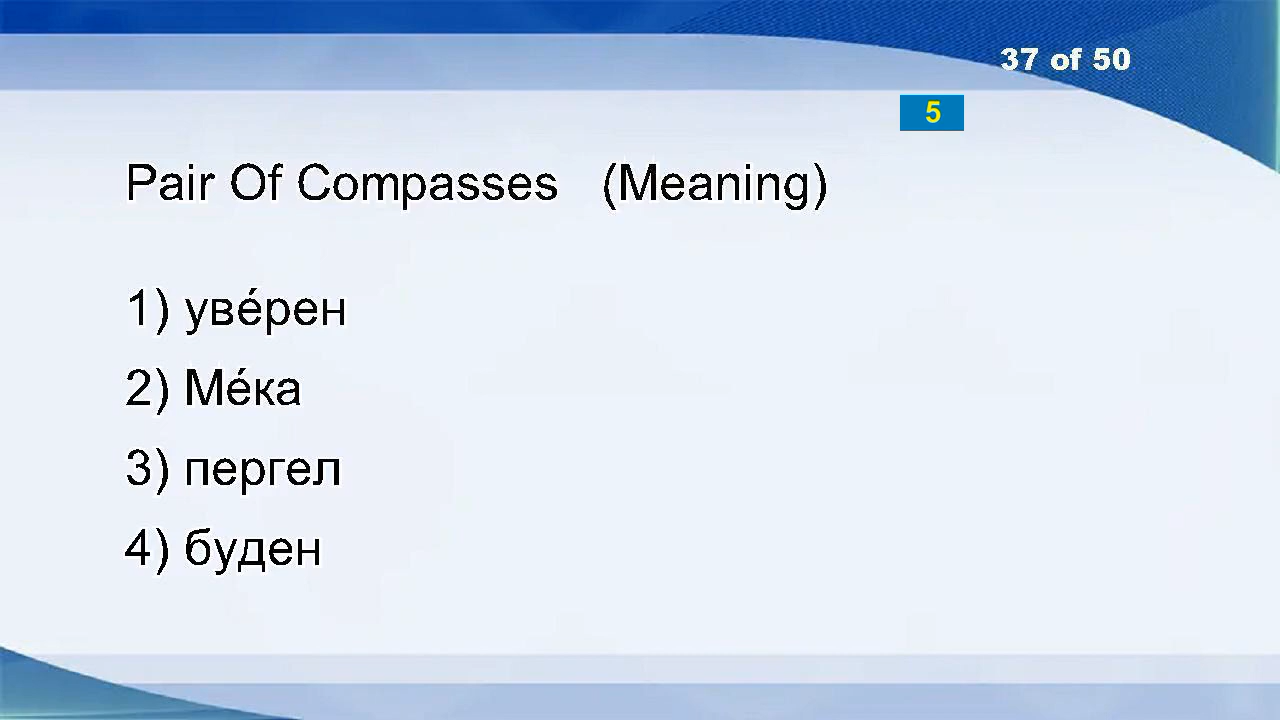 37 of 50
5
Pair Of Compasses (Meaning)
1) уве́рен
2) Ме́ка
3) пергел
4) буден